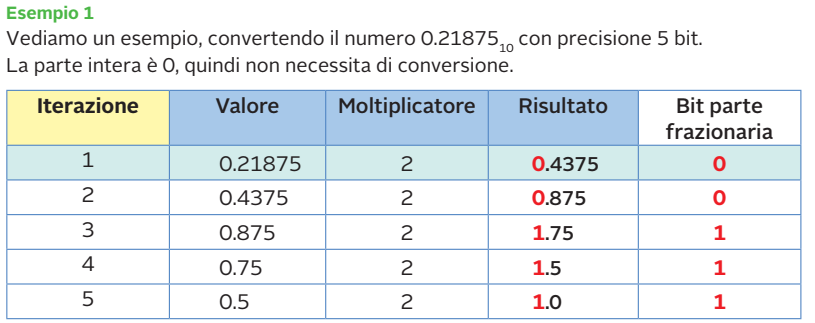 Esempio 1
Vediamo un esempio, convertendo il numero 0.21875₁₀ con precisione 5 bit.
La parte intera è 0, quindi non necessita di conversione.
Iterazione Valore Moltiplicatore Risultato Bit parte frazionaria
1 0.21875 2 0.4375 0
2 0.4375 2 0.875 0
3 0.875 2 1.75 1
4 0.75 2 1.5 1
5 0.5 2 1.0 1